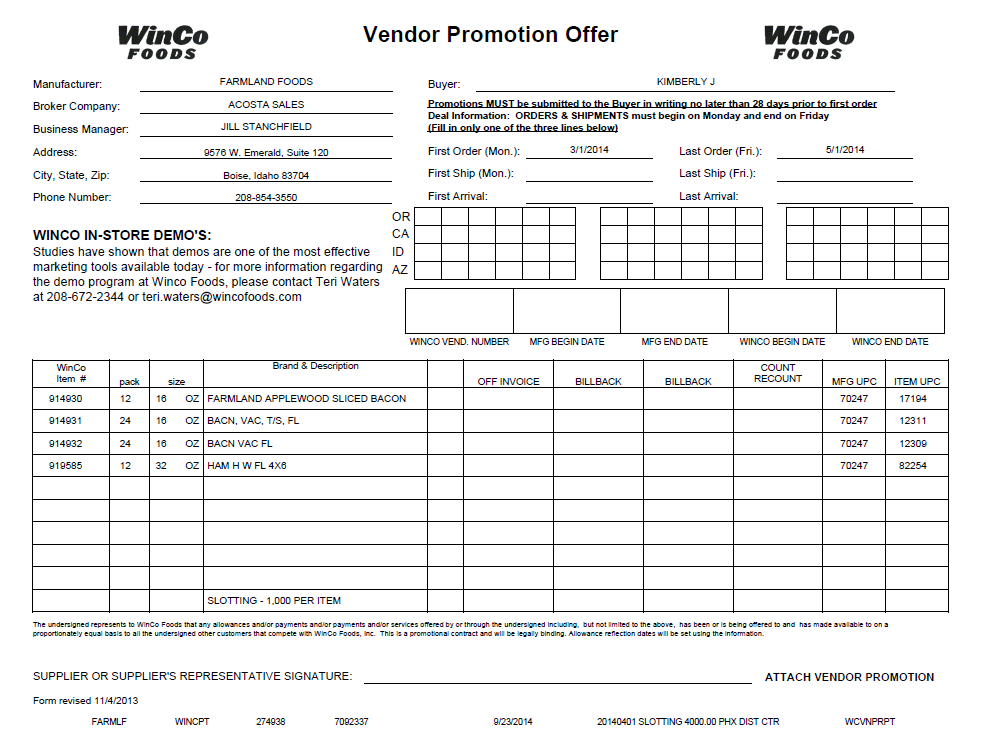 WinCo FOODS
Vendor Promotion Offer
WinCo FOODS
Manufacturer: FARMLAND FOODS
Buyer: KIMBERLY J
Broker Company: ACOSTA SALES
Promotions MUST be submitted to the Buyer in writing no later than 28 days prior to first order
Deal Information: ORDERS & SHIPMENTS must begin on Monday and end on Friday
Business Manager: JILL STANCHFIELD
(Fill in only one of the three lines below)
Address: 9576 W. Emerald, Suite 120
First Order (Mon.): 3/1/2014 Last Order (Fri.): 5/1/2014
City, State, Zip: Boise, Idaho 83704
First Ship (Mon.): Last Ship (Fri.):
Phone Number: 208-854-3550
First Arrival: Last Arrival:
OR
CA
ID
AZ
WINCO IN-STORE DEMO'S:
Studies have shown that demos are one of the most effective
marketing tools available today - for more information regarding
the demo program at Winco Foods, please contact Teri Waters
at 208-672-2344 or teri.waters@wincofoods.com
WINCO VEND. NUMBER MFG BEGIN DATE MFG END DATE WINCO BEGIN DATE WINCO END DATE
WinCo Item # pack size Brand & Description OFF INVOICE BILLBACK BILLBACK COUNT RECOUNT MFG UPC ITEM UPC
914930 12 16 OZ FARMLAND APPLEWOOD SLICED BACON 70247 17194
914931 24 16 OZ BACN, VAC, T/S, FL 70247 12311
914932 24 16 OZ BACN VAC FL 70247 12309
919585 12 32 OZ HAM H W FL 4X6 70247 82254
SLOTTING - 1,000 PER ITEM
The undersigned represents to WinCo Foods that any allowances and/or payments and/or payments and/or services offered by or through the undersigned including, but not limited to the above, has been or is being offered to and has made available to on a
proportionately equal basis to all the undersigned other customers that compete with WinCo Foods, Inc. This is a promotional contract and will be legally binding. Allowance reflection dates will be set using the information.
SUPPLIER OR SUPPLIER'S REPRESENTATIVE SIGNATURE: ATTACH VENDOR PROMOTION
Form revised 11/4/2013
FARMLF WINCPT 274938 7092337 9/23/2014 20140401 SLOTTING 4000.00 PHX DIST CTR WCVNPRPT